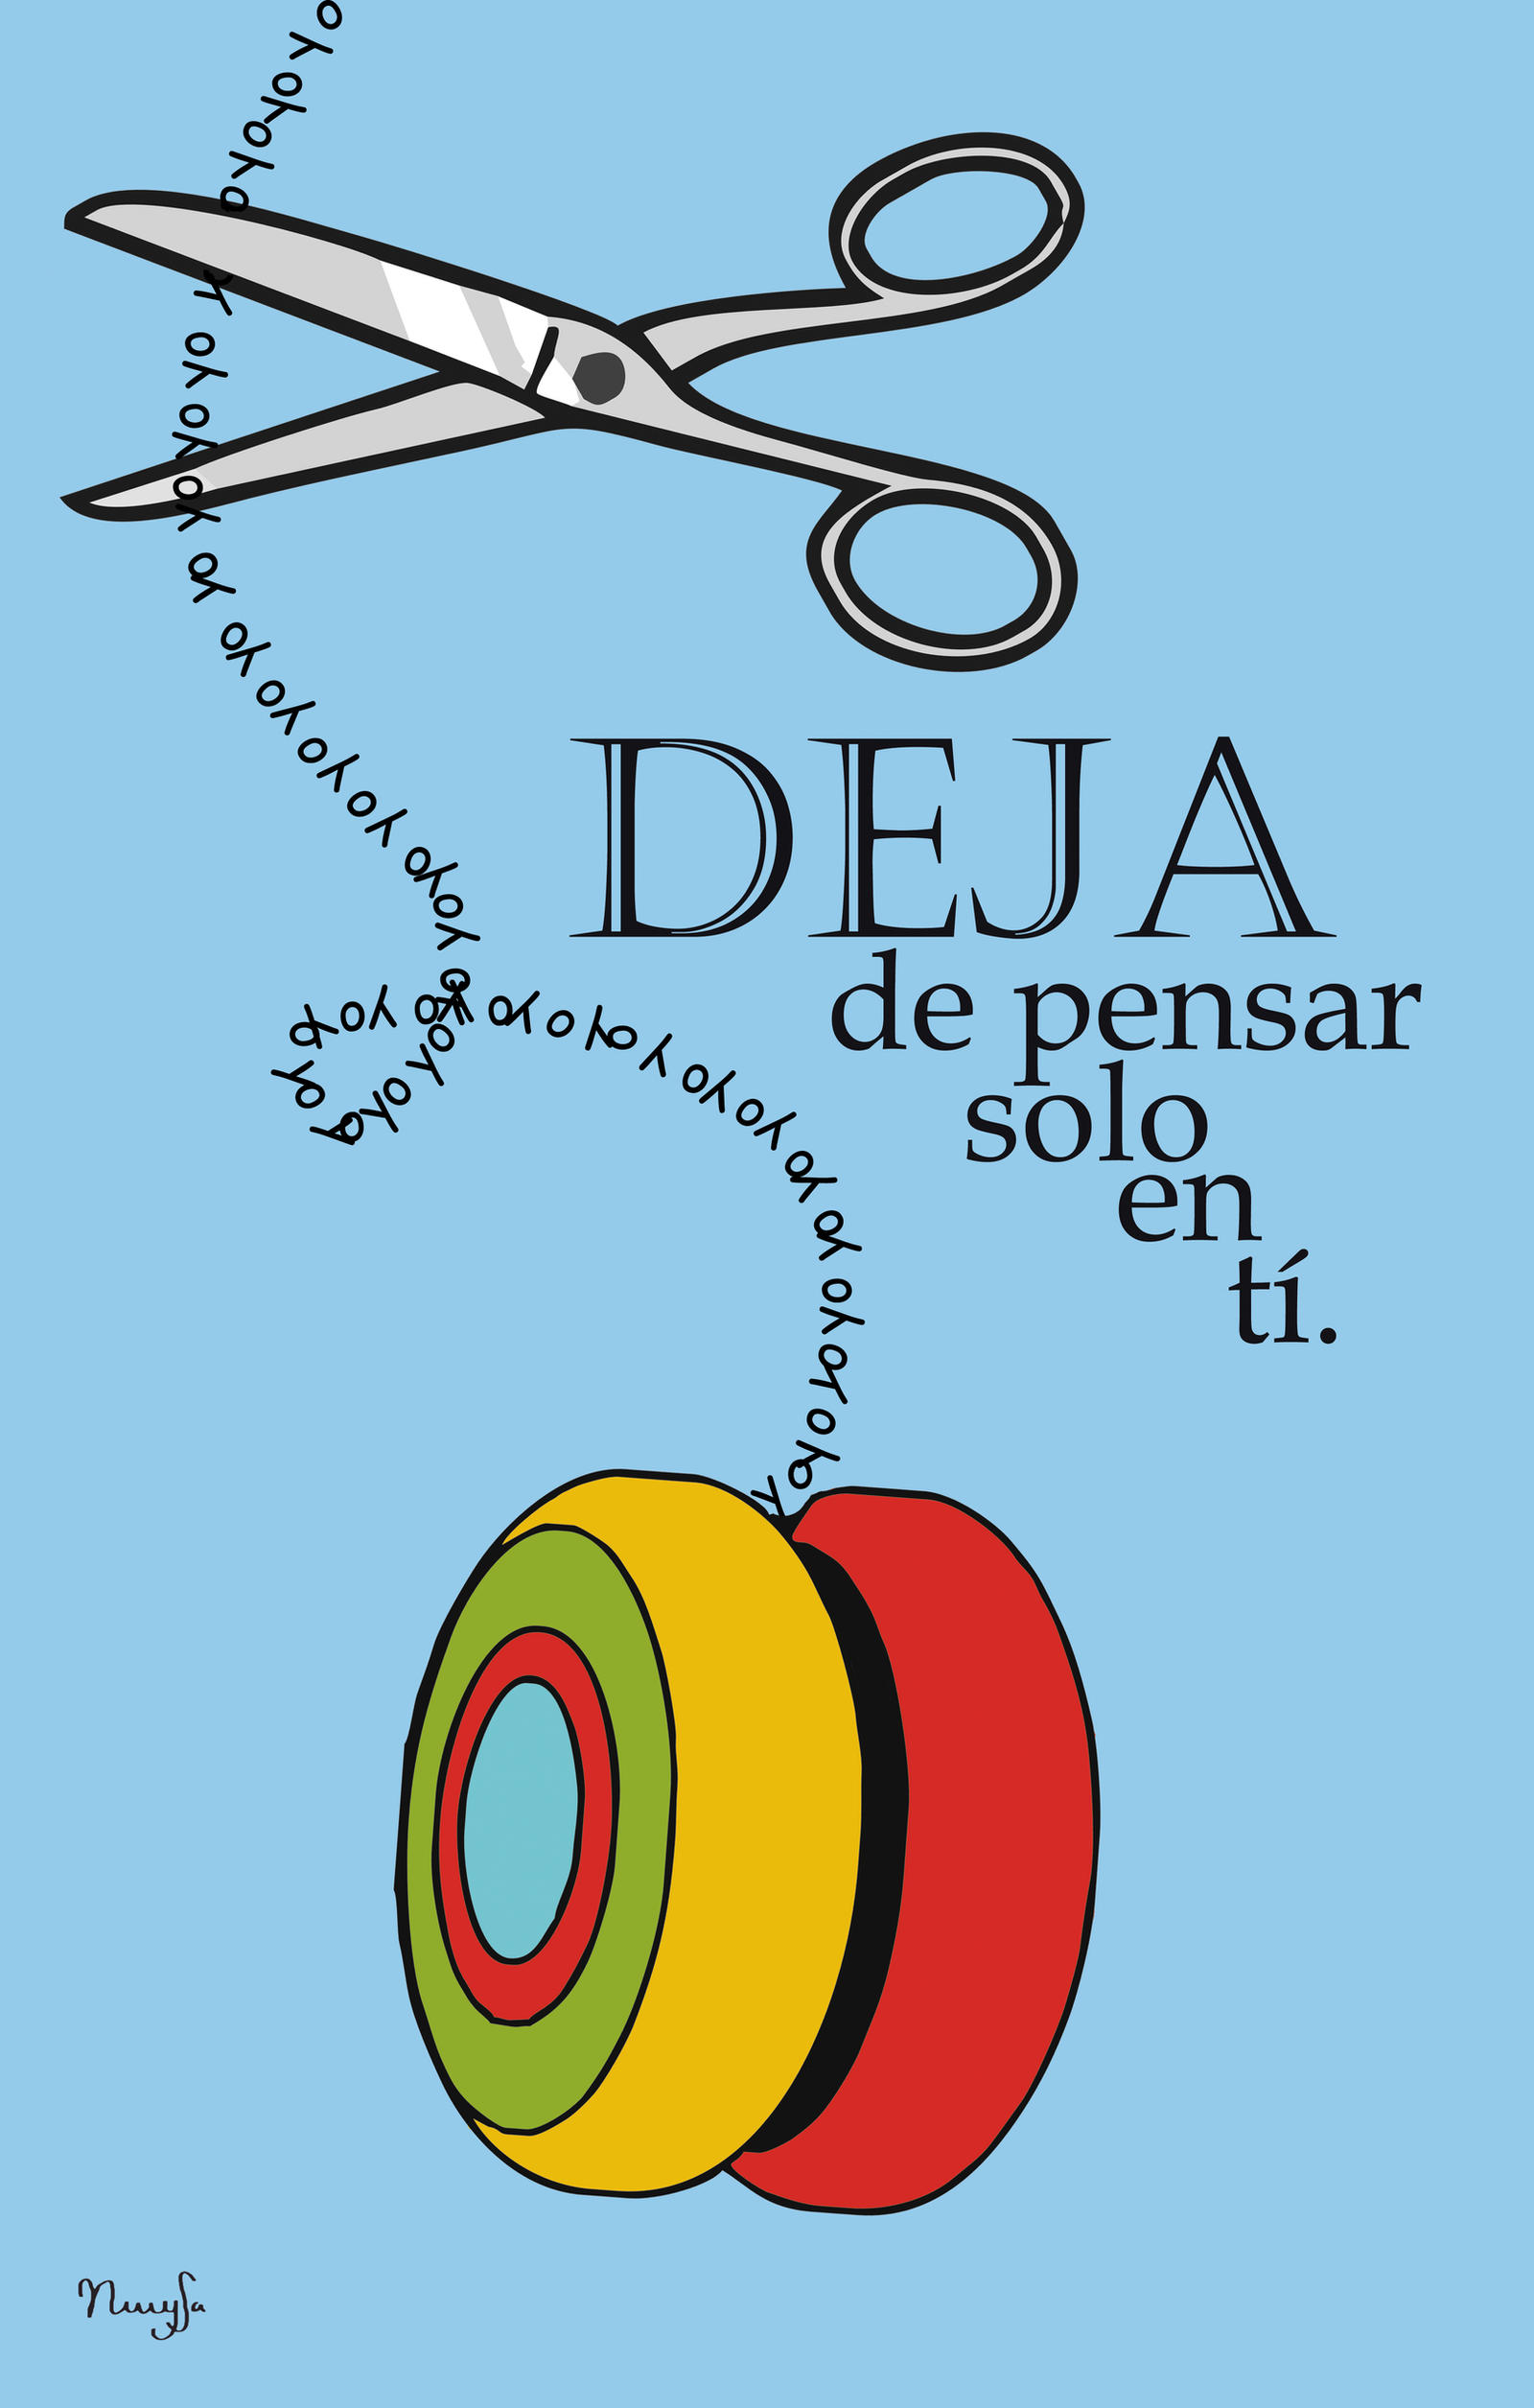 DEJA
de pensar
solo
en
tí.